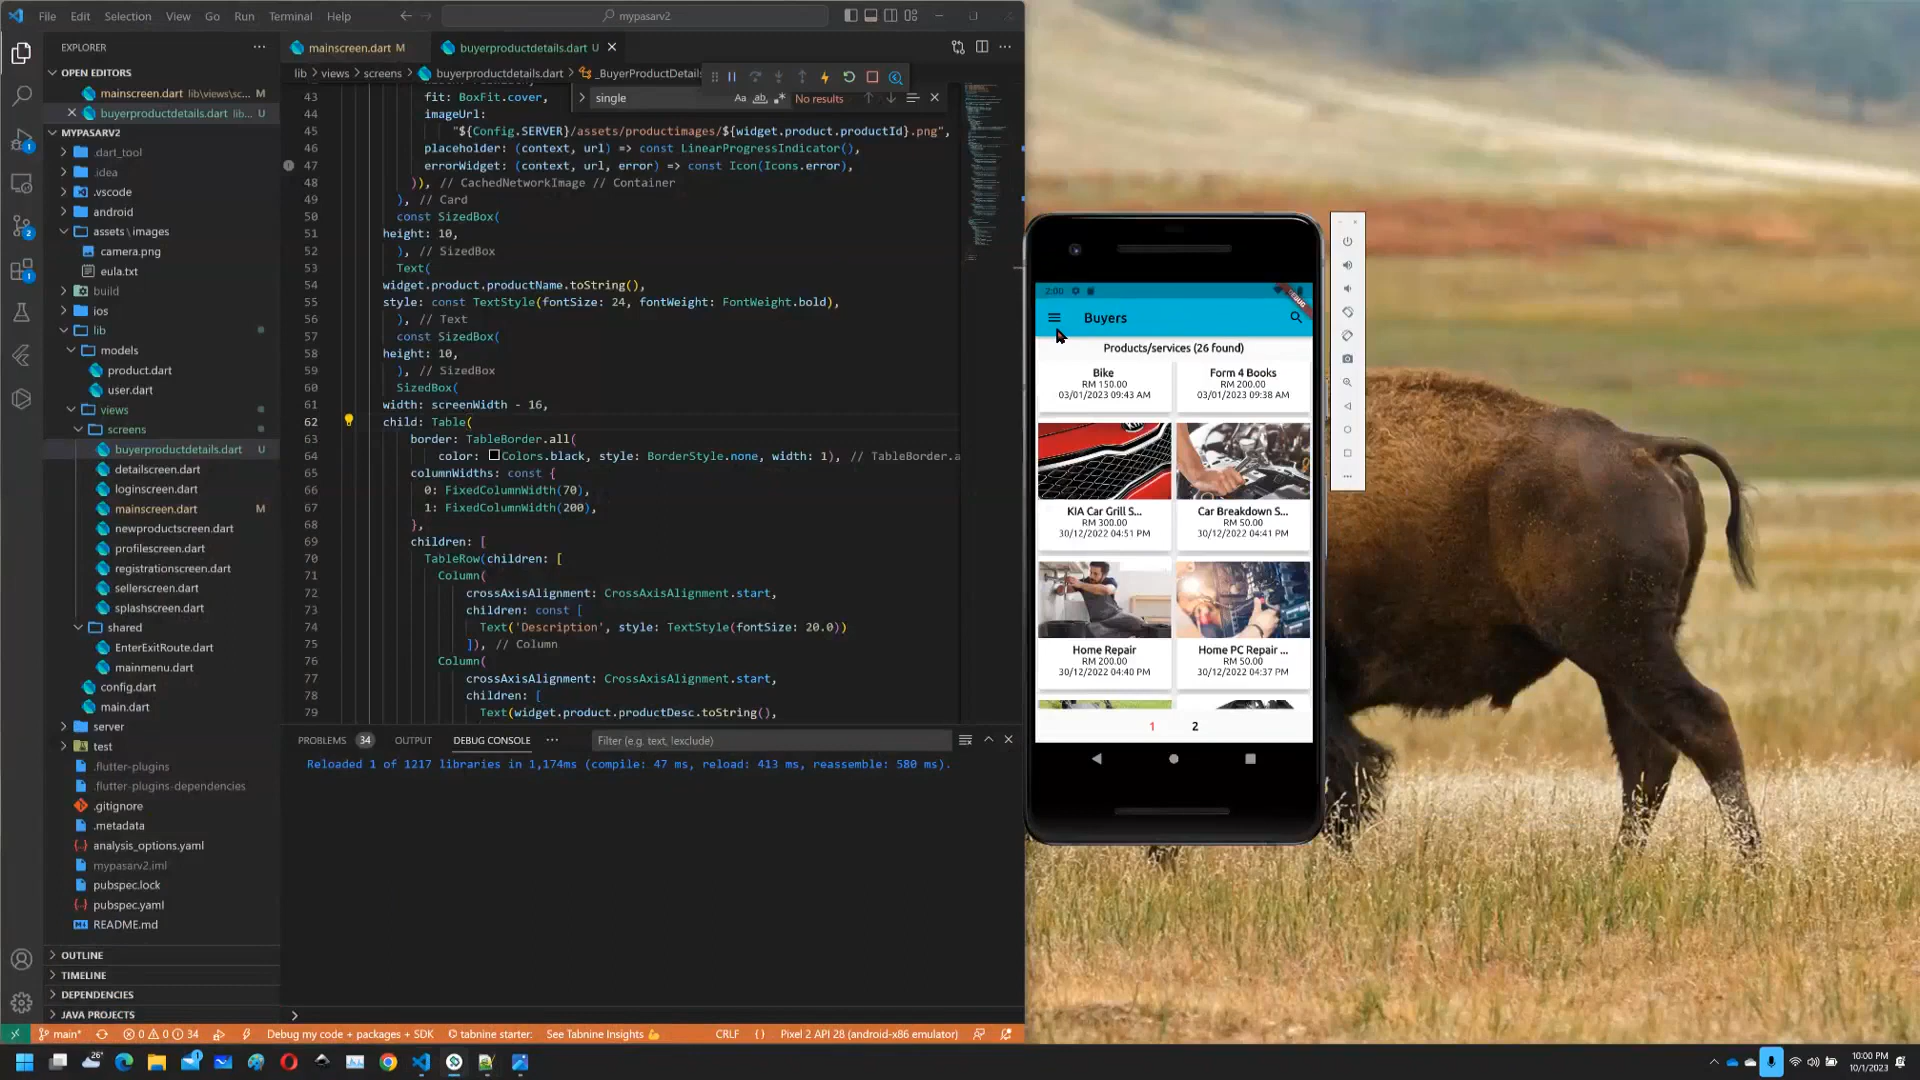 File Edit Selection View Go Run Terminal Help
mypasarv2
EXPLORER
OPEN EDITORS
mainscreen.dart lib\views\sc... M
buyerproductdetails.dart lib... U
MYPASARV2
.dart_tool
.idea
.vscode
android
assets\images
camera.png
eula.txt
build
ios
lib
models
product.dart
user.dart
views
screens
buyerproductdetails.dart U
detailscreen.dart
loginscreen.dart
mainscreen.dart M
newproductscreen.dart
profilescreen.dart
registrationscreen.dart
sellerscreen.dart
splashscreen.dart
shared
EnterExitRoute.dart
mainmenu.dart
config.dart
main.dart
server
test
.flutter-plugins
.flutter-plugins-dependencies
.gitignore
.metadata
analysis_options.yaml
mypasarv2.iml
pubspec.lock
pubspec.yaml
README.md
OUTLINE
TIMELINE
DEPENDENCIES
JAVA PROJECTS
mainscreen.dart M
buyerproductdetails.dart U
lib > views > screens > buyerproductdetails.dart > _BuyerProductDetails
single
Aa ab No results
43 fit: BoxFit.cover,
44 imageUrl:
45 "${Config.SERVER}/assets/productimages/${widget.product.productId}.png",
46 placeholder: (context, url) => const LinearProgressIndicator(),
47 errorWidget: (context, url, error) => const Icon(Icons.error),
48 )), // CachedNetworkImage // Container
49 ), // Card
50 const SizedBox(
51 height: 10,
52 ), // SizedBox
53 Text(
54 widget.product.productName.toString(),
55 style: const TextStyle(fontSize: 24, fontWeight: FontWeight.bold),
56 ), // Text
57 const SizedBox(
58 height: 10,
59 ), // SizedBox
60 SizedBox(
61 width: screenWidth - 16,
62 child: Table(
63 border: TableBorder.all(
64 color: Colors.black, style: BorderStyle.none, width: 1), // TableBorder.a
65 columnWidths: const {
66 0: FixedColumnWidth(70),
67 1: FixedColumnWidth(200),
68 },
69 children: [
70 TableRow(children: [
71 Column(
72 crossAxisAlignment: CrossAxisAlignment.start,
73 children: const [
74 Text('Description', style: TextStyle(fontSize: 20.0))
75 ]), // Column
76 Column(
77 crossAxisAlignment: CrossAxisAlignment.start,
78 children: [
79 Text(widget.product.productDesc.toString(),
PROBLEMS 34 OUTPUT DEBUG CONSOLE
Filter (e.g. text, !exclude)
Reloaded 1 of 1217 libraries in 1,174ms (compile: 47 ms, reload: 413 ms, reassemble: 580 ms).
main* 0 0 34 Debug my code + packages + SDK tabnine starter: See Tabnine Insights CRLF { } Pixel 2 API 28 (android-x86 emulator)
2:00
DEBUG
Buyers
Products/services (26 found)
Bike
RM 150.00
03/01/2023 09:43 AM
Form 4 Books
RM 200.00
03/01/2023 09:38 AM
KIA Car Grill S...
RM 300.00
30/12/2022 04:51 PM
Car Breakdown S...
RM 50.00
30/12/2022 04:41 PM
Home Repair
RM 200.00
30/12/2022 04:40 PM
Home PC Repair ...
RM 50.00
30/12/2022 04:37 PM
1 2
26°
10:00 PM
10/1/2023